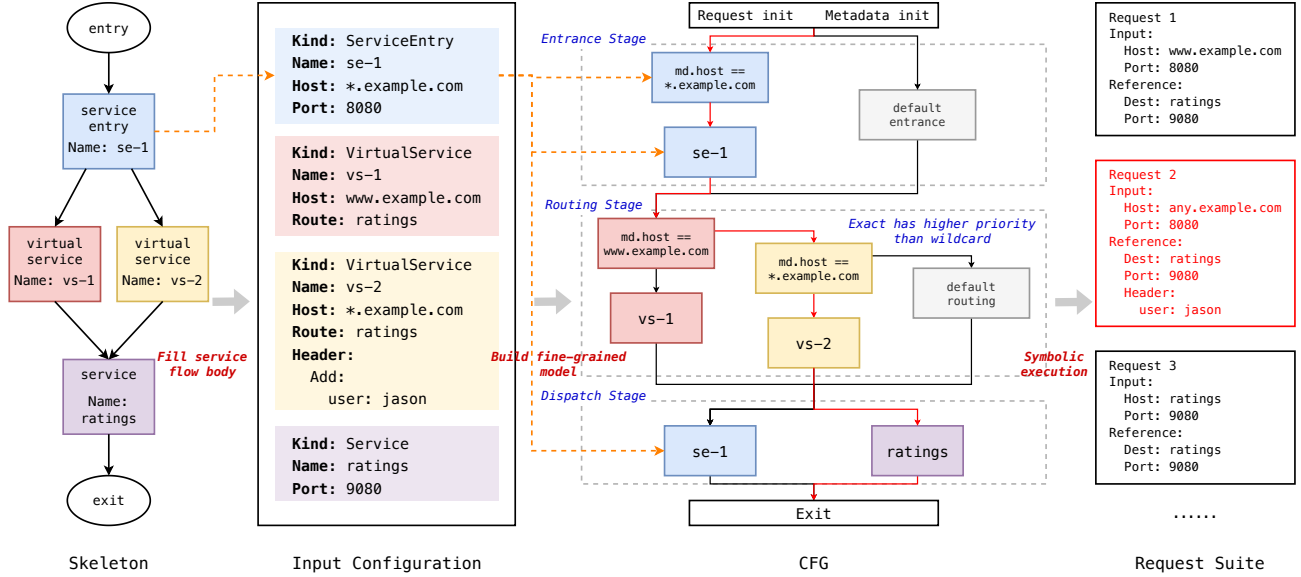 entry
service
entry
Name: se-1
virtual
service
Name: vs-1
virtual
service
Name: vs-2
service
Name:
ratings
exit
Skeleton
Fill service
flow body
Kind: ServiceEntry
Name: se-1
Host: *.example.com
Port: 8080
Kind: VirtualService
Name: vs-1
Host: www.example.com
Route: ratings
Kind: VirtualService
Name: vs-2
Host: *.example.com
Route: ratings
Header:
Add:
user: jason
Kind: Service
Name: ratings
Port: 9080
Input Configuration
Build fine-grained
model
Request init Metadata init
Entrance Stage
md.host ==
*.example.com
default
entrance
se-1
Routing Stage
md.host ==
www.example.com
Exact has higher priority
than wildcard
md.host ==
*.example.com
default
routing
vs-1
vs-2
Dispatch Stage
se-1
ratings
Exit
CFG
Symbolic
execution
Request 1
Input:
Host: www.example.com
Port: 8080
Reference:
Dest: ratings
Port: 9080
Request 2
Input:
Host: any.example.com
Port: 8080
Reference:
Dest: ratings
Port: 9080
Header:
user: jason
Request 3
Input:
Host: ratings
Port: 9080
Reference:
Dest: ratings
Port: 9080
......
Request Suite